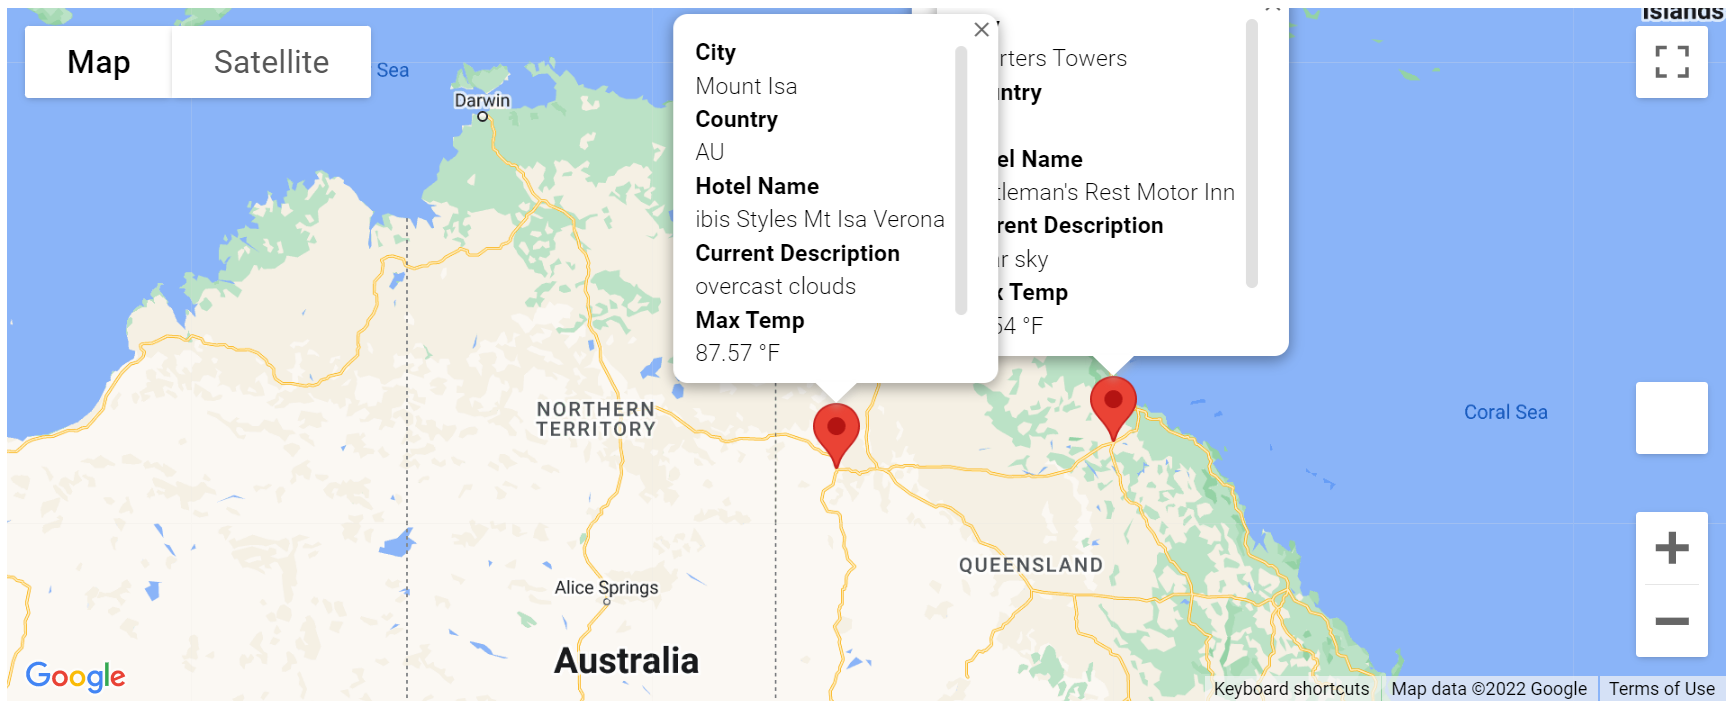 Map
Satellite
Sea
Darwin
City
Mount Isa
Country
AU
Hotel Name
ibis Styles Mt Isa Verona
Current Description
overcast clouds
Max Temp
87.57 °F
rters Towers
ntry
el Name
tleman's Rest Motor Inn
rent Description
r sky
Temp
54 °F
Islands
NORTHERN
TERRITORY
Coral Sea
QUEENSLAND
Alice Springs
Australia
Google
Keyboard shortcuts
Map data ©2022 Google
Terms of Use